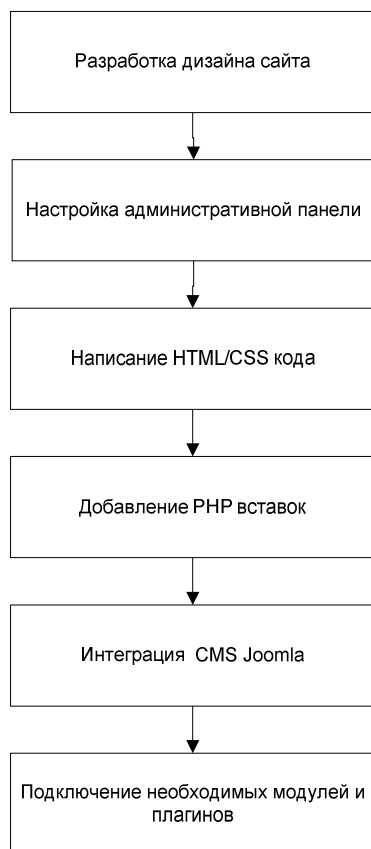 Разработка дизайна сайта
Настройка административной панели
Написание HTML/CSS кода
Добавление PHP вставок
Интеграция CMS Joomla
Подключение необходимых модулей и
плагинов